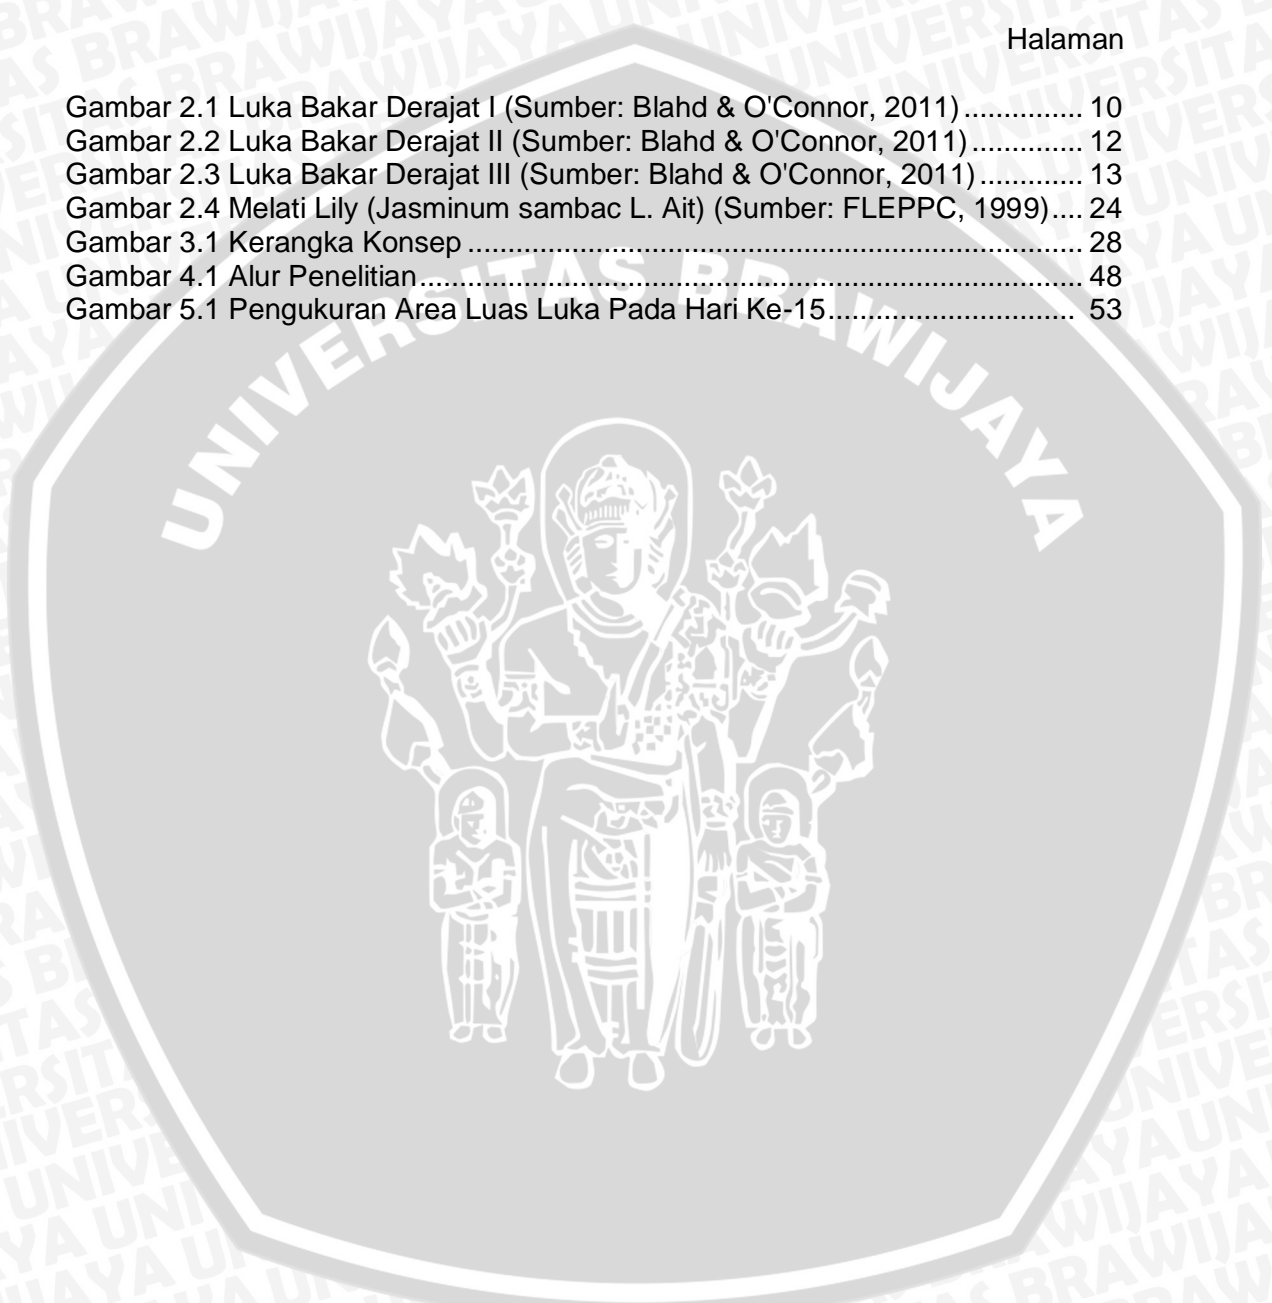 Halaman
Gambar 2.1 Luka Bakar Derajat I (Sumber: Blahd & O'Connor, 2011)............... 10
Gambar 2.2 Luka Bakar Derajat II (Sumber: Blahd & O'Connor, 2011).............. 12
Gambar 2.3 Luka Bakar Derajat III (Sumber: Blahd & O'Connor, 2011)............. 13
Gambar 2.4 Melati Lily (Jasminum sambac L. Ait) (Sumber: FLEPPC, 1999).... 24
Gambar 3.1 Kerangka Konsep ............................................................................. 28
Gambar 4.1 Alur Penelitian................................................................................... 48
Gambar 5.1 Pengukuran Area Luas Luka Pada Hari Ke-15............................... 53
UNIVERSITAS BRAWIJAYA